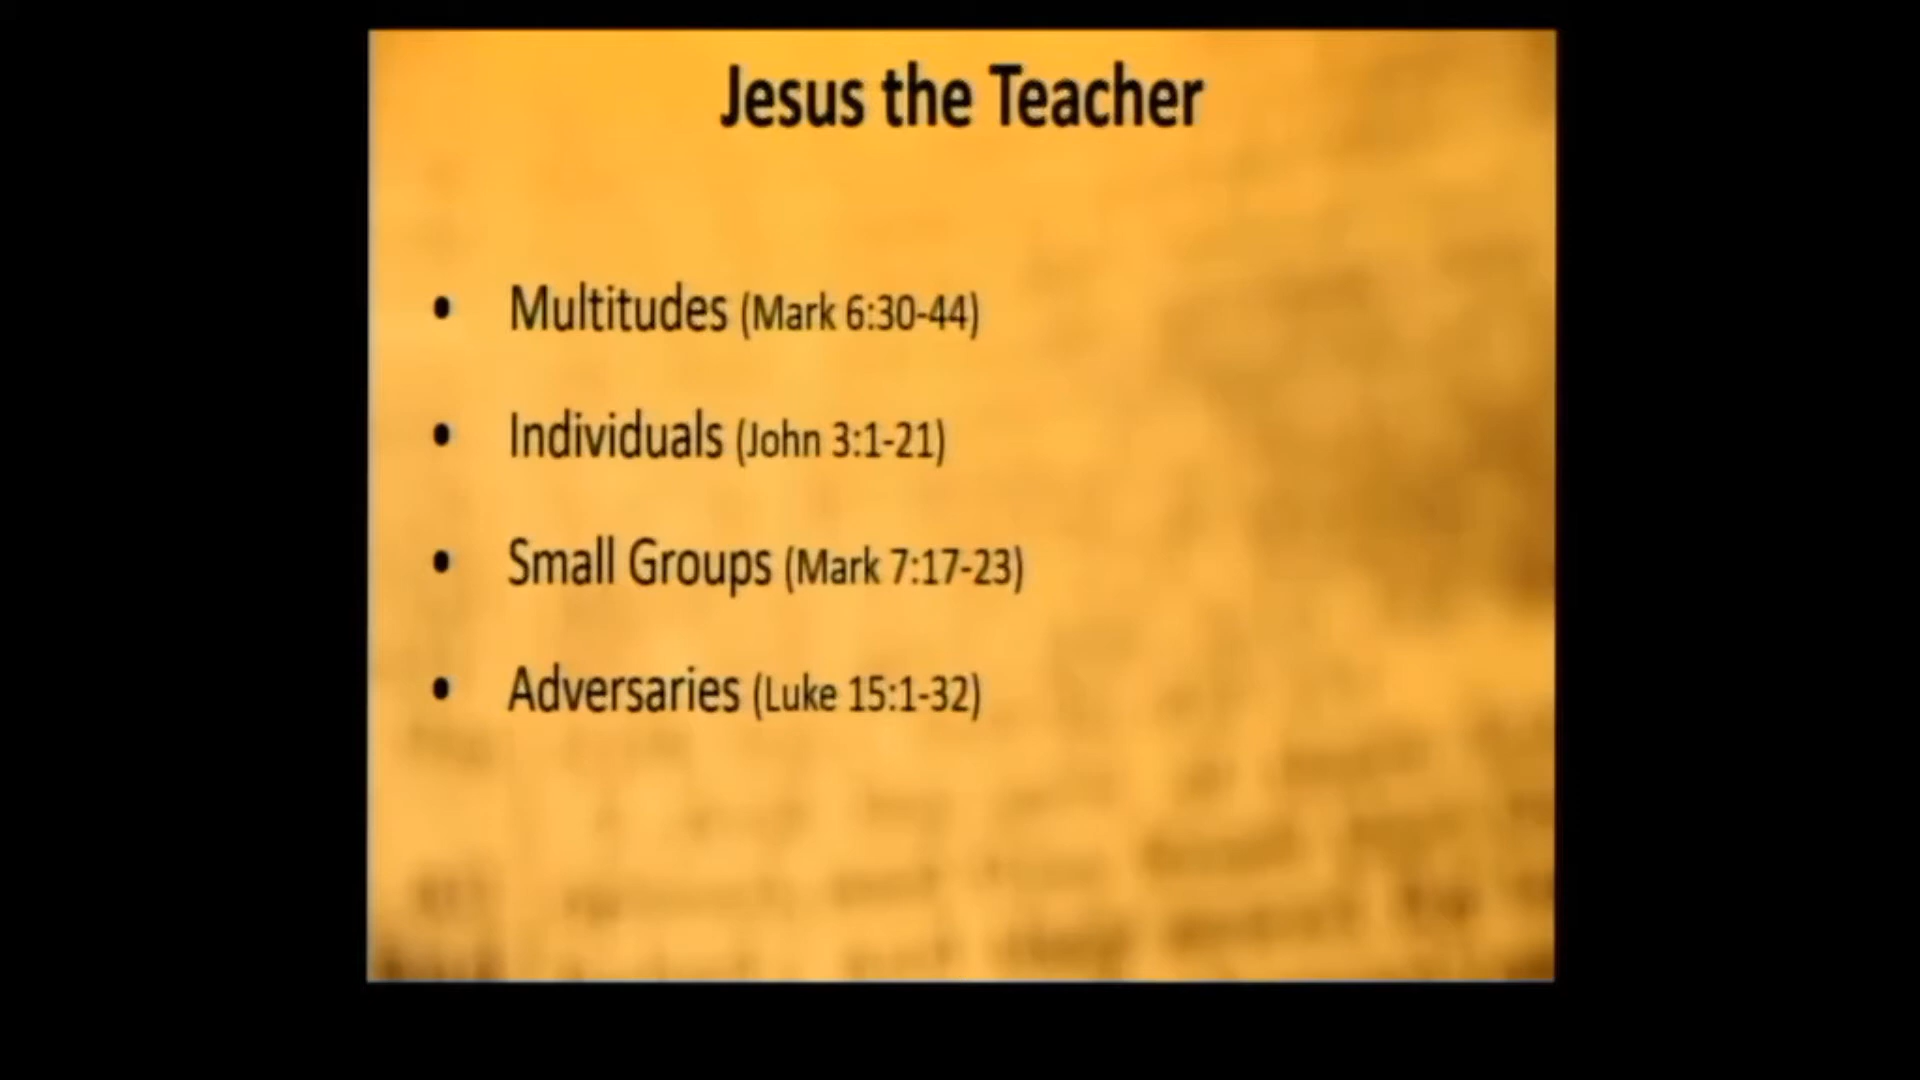 Jesus the Teacher
• Multitudes (Mark 6:30-44)
• Individuals (John 3:1-21)
• Small Groups (Mark 7:17-23)
• Adversaries (Luke 15:1-32)